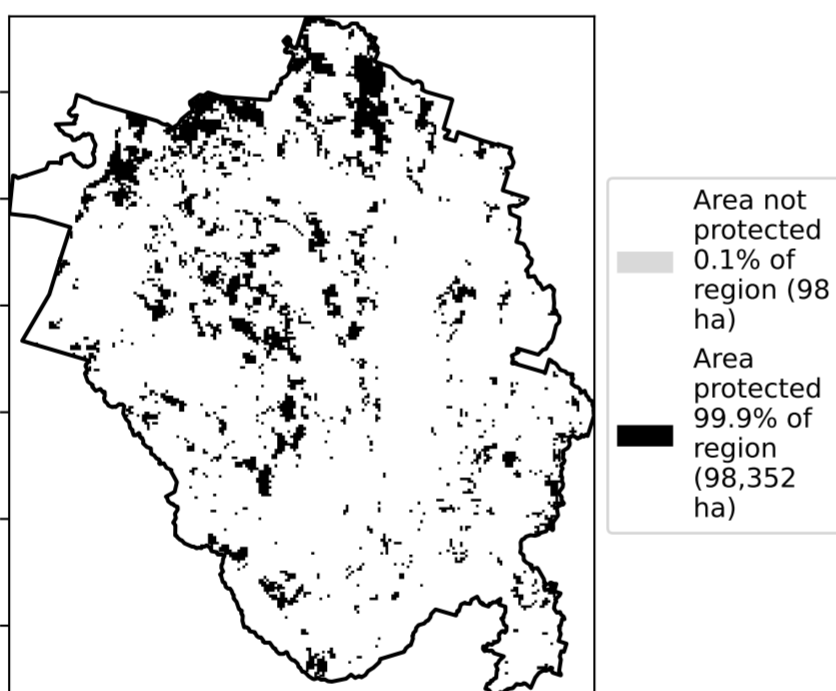 Area not
protected
0.1% of
region (98
ha)
Area
protected
99.9% of
region
(98,352
ha)